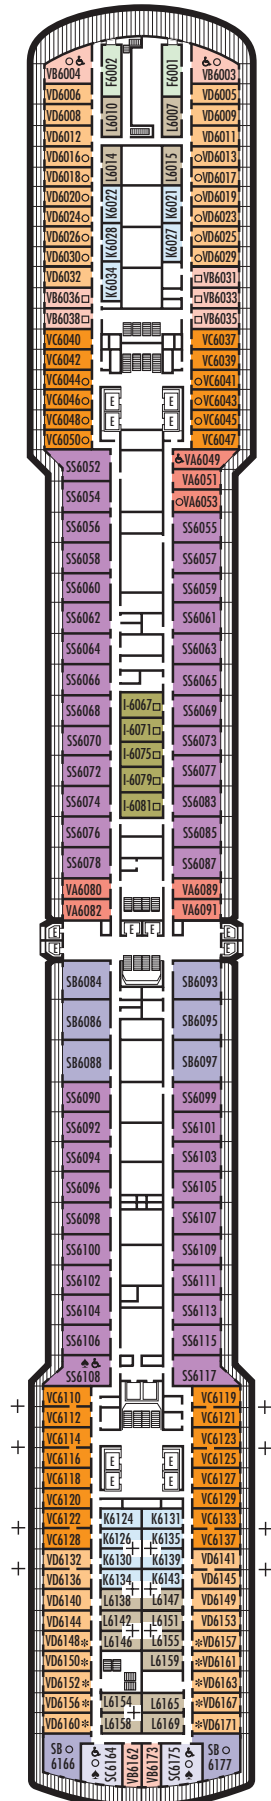 VB6004 F6002 F6001 VB6003
VD6006 L6010 L6007 VD6005
VD6008 VD6009
VD6012 VD6011
VD6016 L6014 L6015 VD6013
VD6018 VD6017
VD6020 K6022 K6021 VD6019
VD6024 VD6023
VD6026 K6028 K6027 VD6025
VD6030 VD6029
VD6032 K6034 VB6031
VB6036 VB6033
VB6038 VB6035
VC6040 VC6037
VC6042 VC6039
VC6044 VC6041
VC6046 E E VC6043
VC6048 E E VC6045
VC6050 VC6047
SS6052 VA6049
VA6051
SS6054 VA6053
SS6056 SS6055
SS6058 SS6057
SS6060 SS6059
SS6062 SS6061
SS6064 SS6063
SS6066 SS6065
SS6068 I-6067 SS6069
I-6071
SS6070 I-6075 SS6073
SS6072 I-6079 SS6077
SS6074 I-6081 SS6083
SS6076 SS6085
SS6078 SS6087
VA6080 VA6089
VA6082 VA6091
E E E E
E E
SB6084 SB6093
SB6086 SB6095
SB6088 SB6097
SS6090 SS6099
SS6092 SS6101
SS6094 SS6103
SS6096 SS6105
SS6098 SS6107
SS6100 SS6109
SS6102 SS6111
SS6104 SS6113
SS6106 SS6115
SS6108 SS6117
VC6110 VC6119
VC6112 VC6121
VC6114 VC6123
VC6116 E E VC6125
VC6118 E E VC6127
VC6120 VC6129
VC6122 K6124 K6131 VC6133
VC6128 K6126 K6135 VC6137
VD6132 K6130 K6139 VD6141
VD6136 K6134 K6143 VD6145
VD6140 L6138 L6147 VD6149
VD6144 L6142 L6151 VD6153
VD6148* L6146 L6155 *VD6157
VD6150* L6159 *VD6161
VD6152* *VD6163
VD6156* L6154 L6165 *VD6167
VD6160* L6158 L6169 *VD6171
SB 6166 SC6164 VB6162 VB6173 SC6175 SB 6177